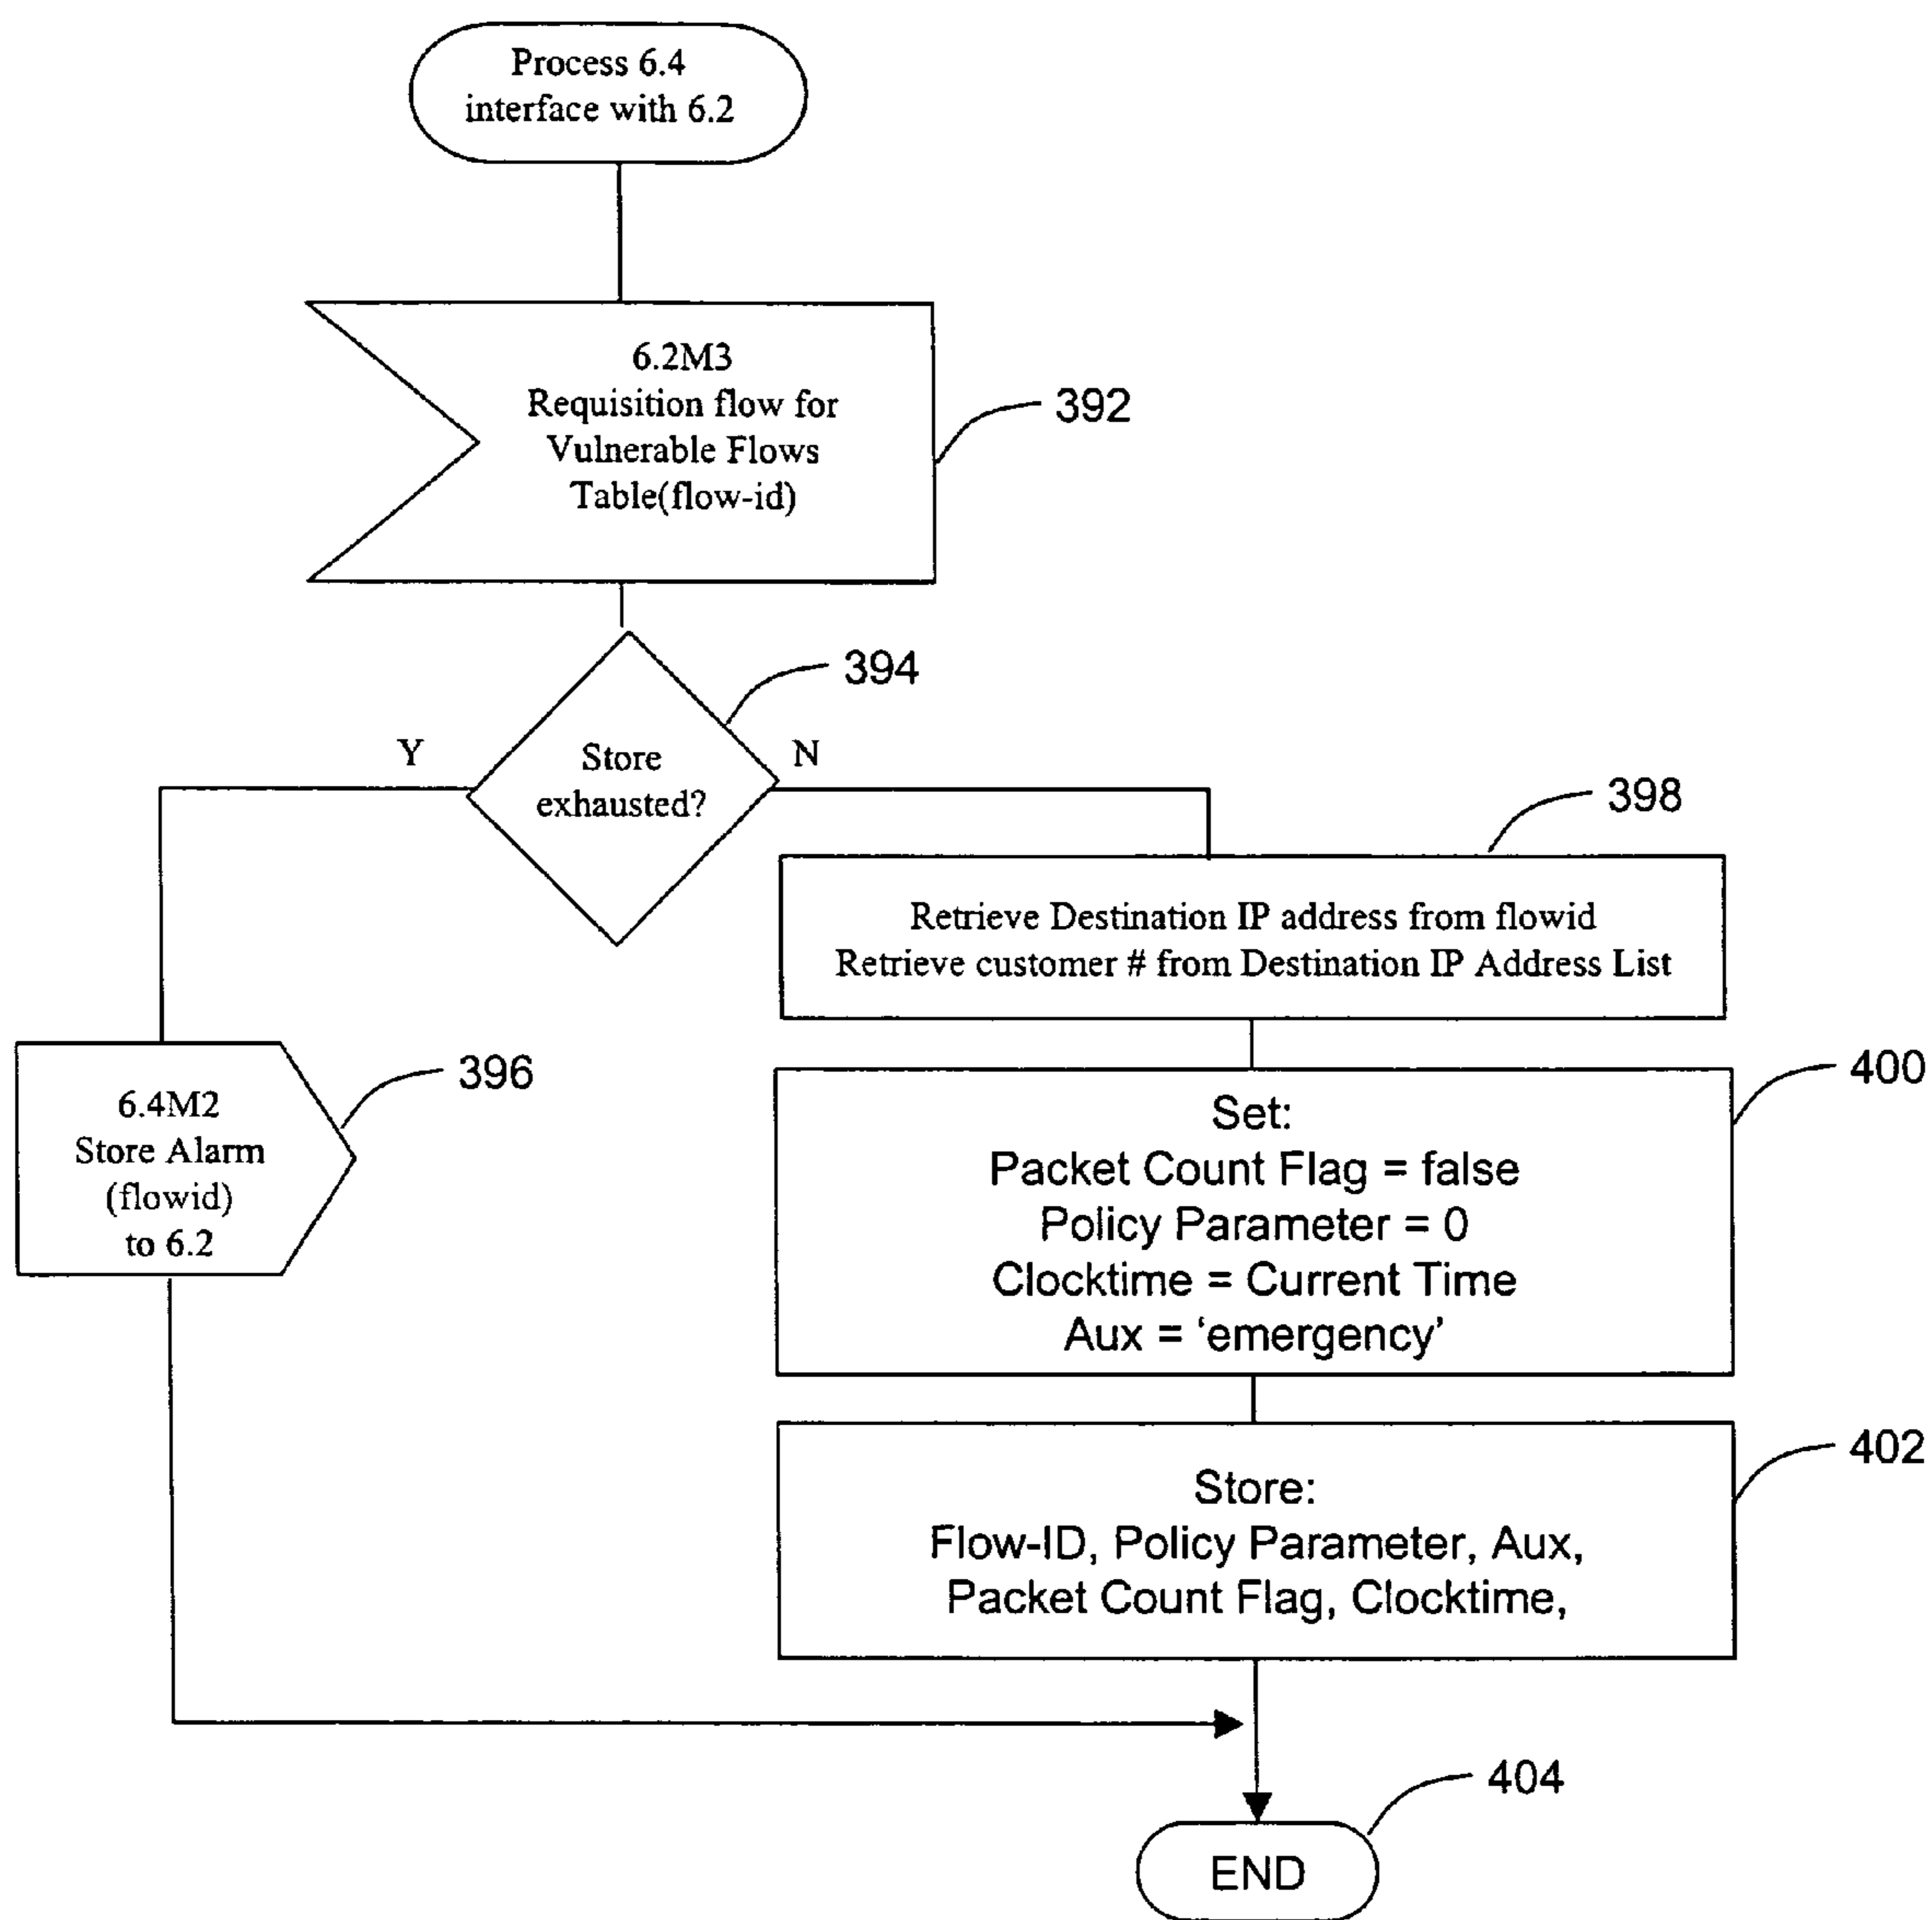 Process 6.4
interface with 6.2
6.2M3
Requisition flow for
Vulnerable Flows
Table(flow-id)
392
394
Y
N
Store
exhausted?
398
Retrieve Destination IP address from flowid
Retrieve customer # from Destination IP Address List
396
6.4M2
Store Alarm
(flowid)
to 6.2
400
Set:
Packet Count Flag = false
Policy Parameter = 0
Clocktime = Current Time
Aux = ‘emergency’
402
Store:
Flow-ID, Policy Parameter, Aux,
Packet Count Flag, Clocktime,
404
END